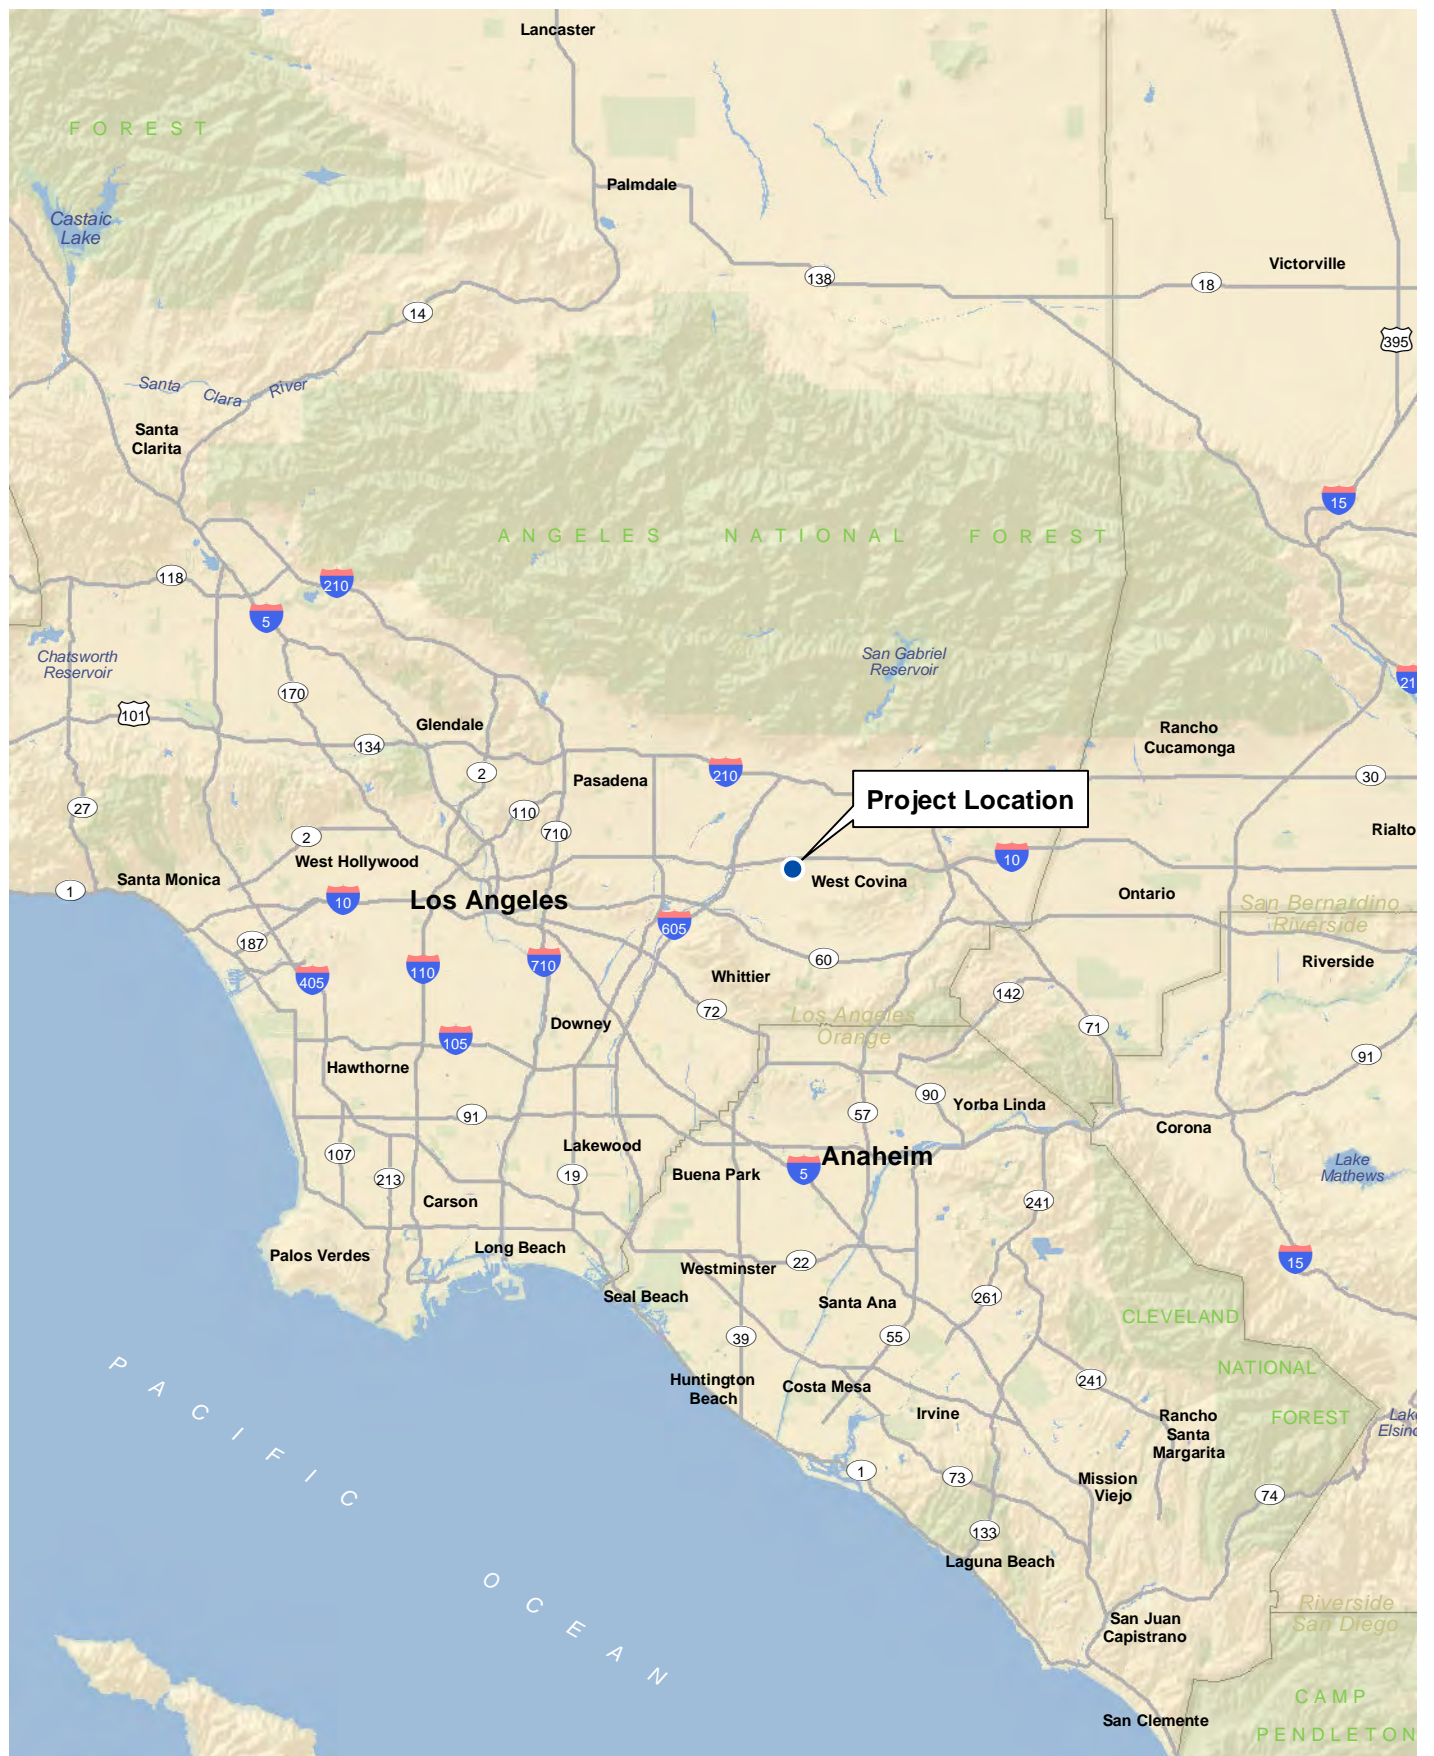 Lancaster
FOREST
Palmdale
Castaic
Lake
Victorville
138
18
14
395
Santa Clara River
Santa
Clarita
15
ANGELES NATIONAL FOREST
118
210
5
Chatsworth
Reservoir
San Gabriel
Reservoir
170
101
Glendale
134
2
210
Rancho
Cucamonga
Pasadena
30
27
110
710
Project Location
2
Rialto
West Hollywood
10
1
Santa Monica
West Covina
Ontario
10
Los Angeles
San Bernardino
Riverside
605
187
60
Riverside
405
110
710
Whittier
142
72
Los Angeles
Orange
Downey
71
105
91
Hawthorne
90
Yorba Linda
57
91
Corona
Lakewood
107
Anaheim
Lake
Mathews
213
19
Buena Park
5
Carson
241
Palos Verdes
Long Beach
22
Westminster
15
Seal Beach
261
Santa Ana
CLEVELAND
39
55
NATIONAL
Huntington
Beach
Costa Mesa
241
Irvine
Rancho
Santa
Margarita
FOREST
PACIFIC
1
73
Mission
Viejo
74
133
Laguna Beach
OCEAN
Riverside
San Diego
San Juan
Capistrano
CAMP
PENDLETON
San Clemente